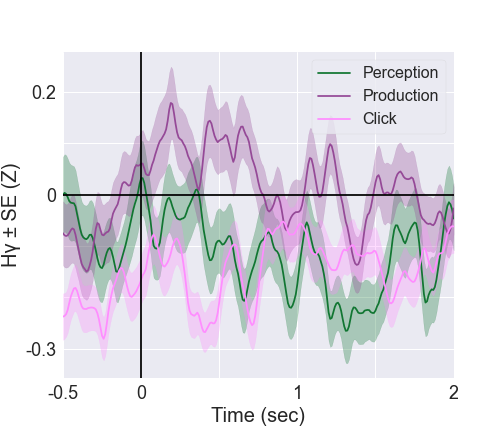 Perception
Production
Click
0.2
0
-0.3
Hγ ± SE (Z)
-0.5
0
1
2
Time (sec)